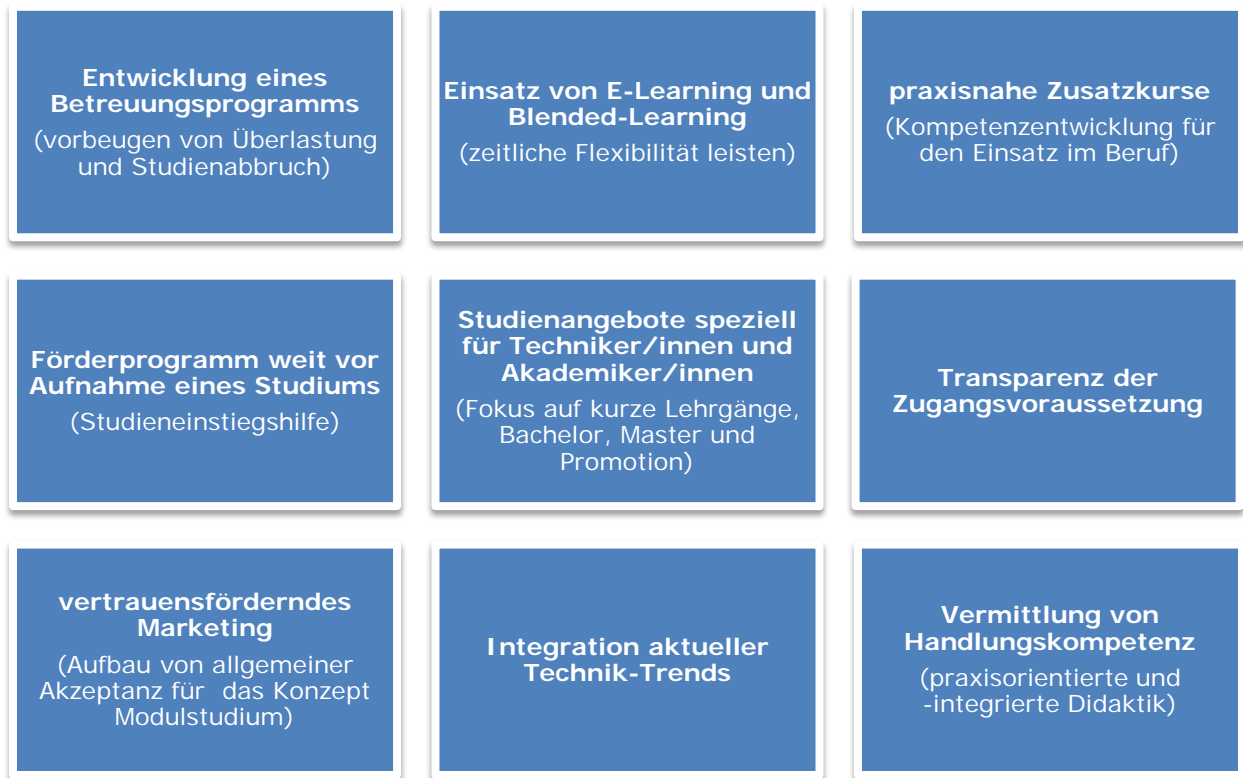 Entwicklung eines
Betreuungsprogramms
(vorbeugen von Überlastung
und Studienabbruch)
Einsatz von E-Learning und
Blended-Learning
(zeitliche Flexibilität leisten)
praxisnahe Zusatzkurse
(Kompetenzentwicklung für
den Einsatz im Beruf)
Förderprogramm weit vor
Aufnahme eines Studiums
(Studieneinstiegshilfe)
Studienangebote speziell
für Techniker/innen und
Akademiker/innen
(Fokus auf kurze Lehrgänge,
Bachelor, Master und
Promotion)
Transparenz der
Zugangsvoraussetzung
vertrauensförderndes
Marketing
(Aufbau von allgemeiner
Akzeptanz für  das Konzept
Modulstudium)
Integration aktueller
Technik-Trends
Vermittlung von
Handlungskompetenz
(praxisorientierte und
-integrierte Didaktik)